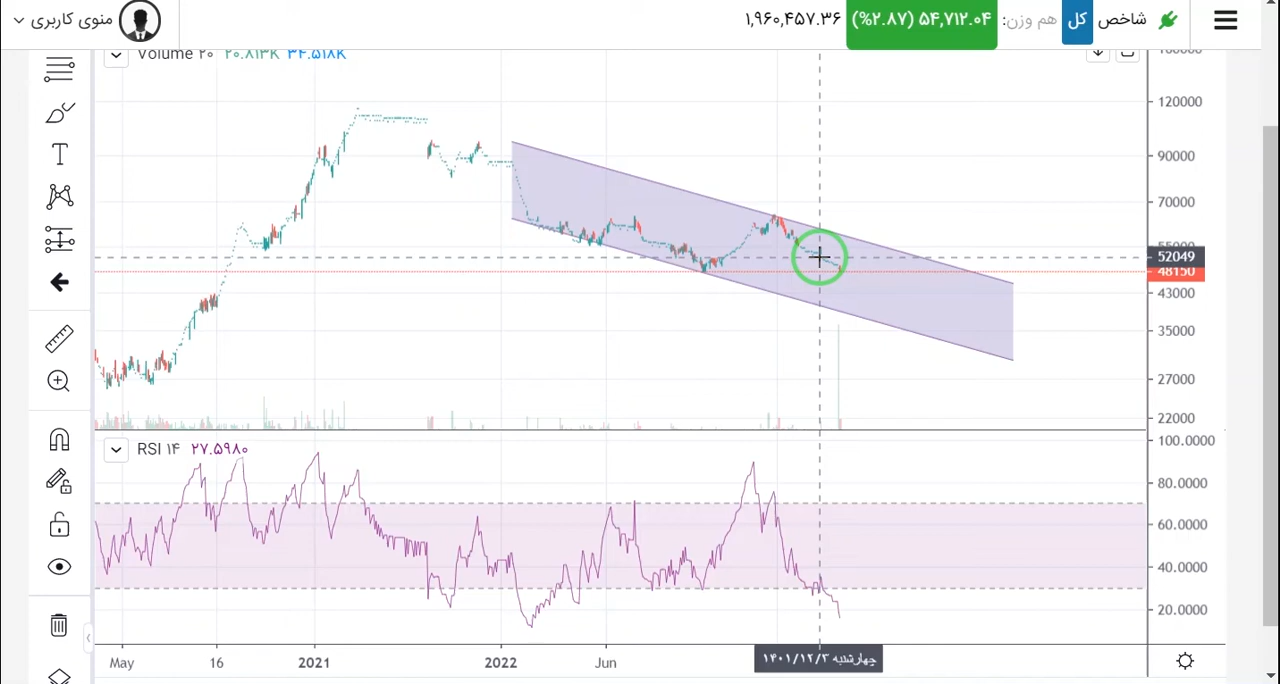 شاخص کل هم وزن: ۵۴,۷۱۲.۰۴ (%۲.۸۷) ۱,۹۶۰,۴۵۷.۳۶
منوی کاربری
Volume ۲۰ ۲۰.۸۱۳K ۳۴.۵۱۸K
120000
90000
70000
52049
48150
43000
35000
27000
22000
RSI ۱۴ ۲۷.۵۹۸۰
100.0000
80.0000
60.0000
40.0000
20.0000
May 16 2021 2022 Jun
چهارشنبه ۱۴۰۱/۱۲/۳